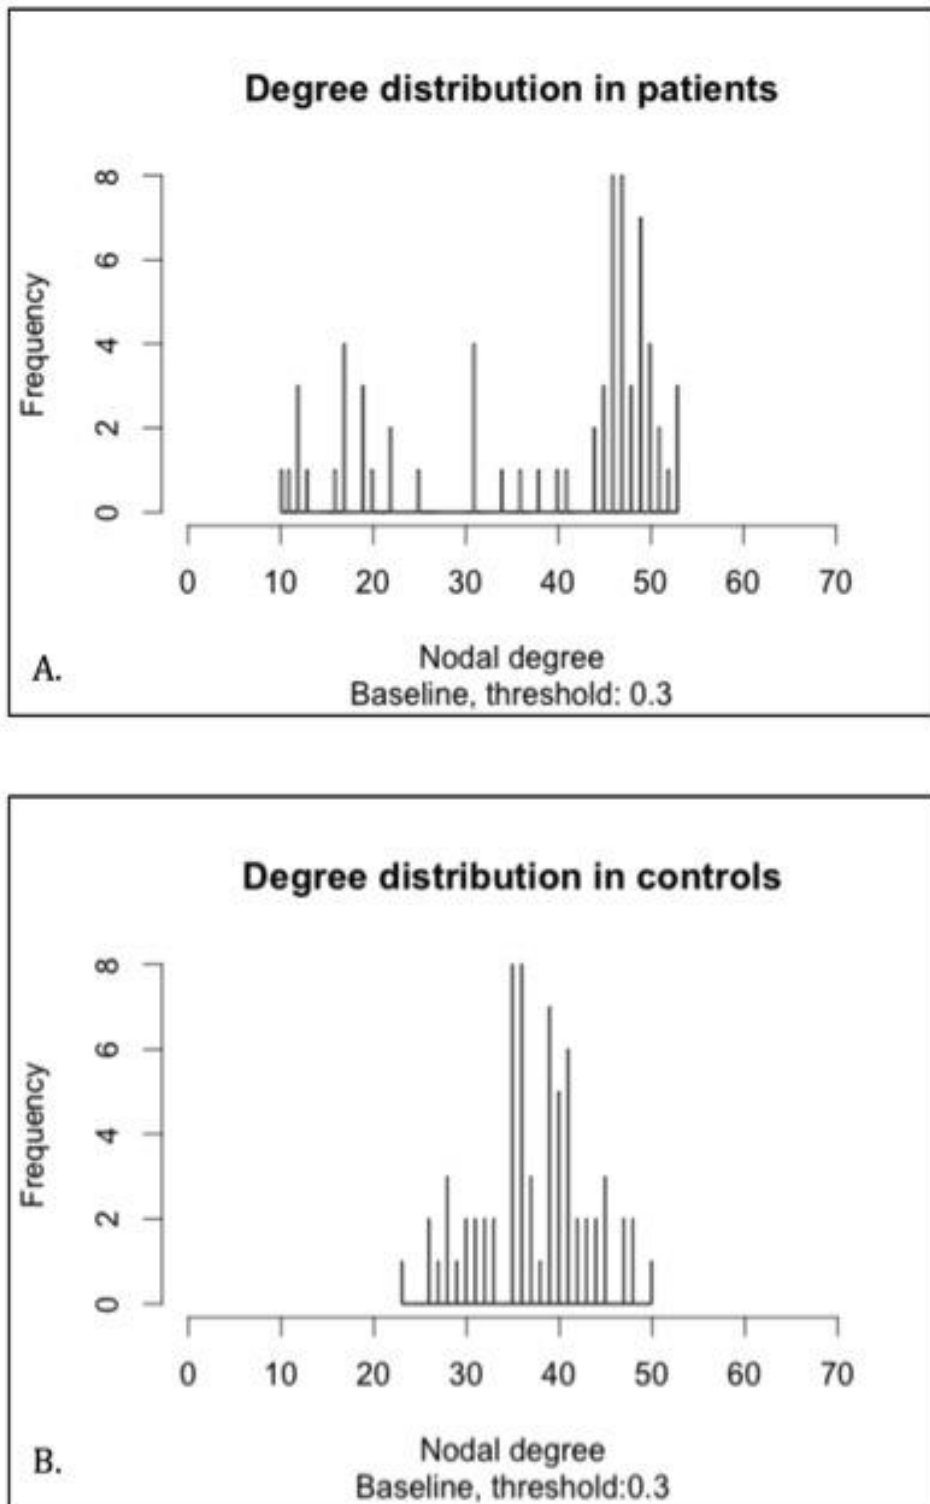 Degree distribution in patients
Frequency
8
6
4
2
0
0 10 20 30 40 50 60 70
Nodal degree
Baseline, threshold: 0.3
A.
Degree distribution in controls
Frequency
8
6
4
2
0
0 10 20 30 40 50 60 70
Nodal degree
Baseline, threshold:0.3
B.